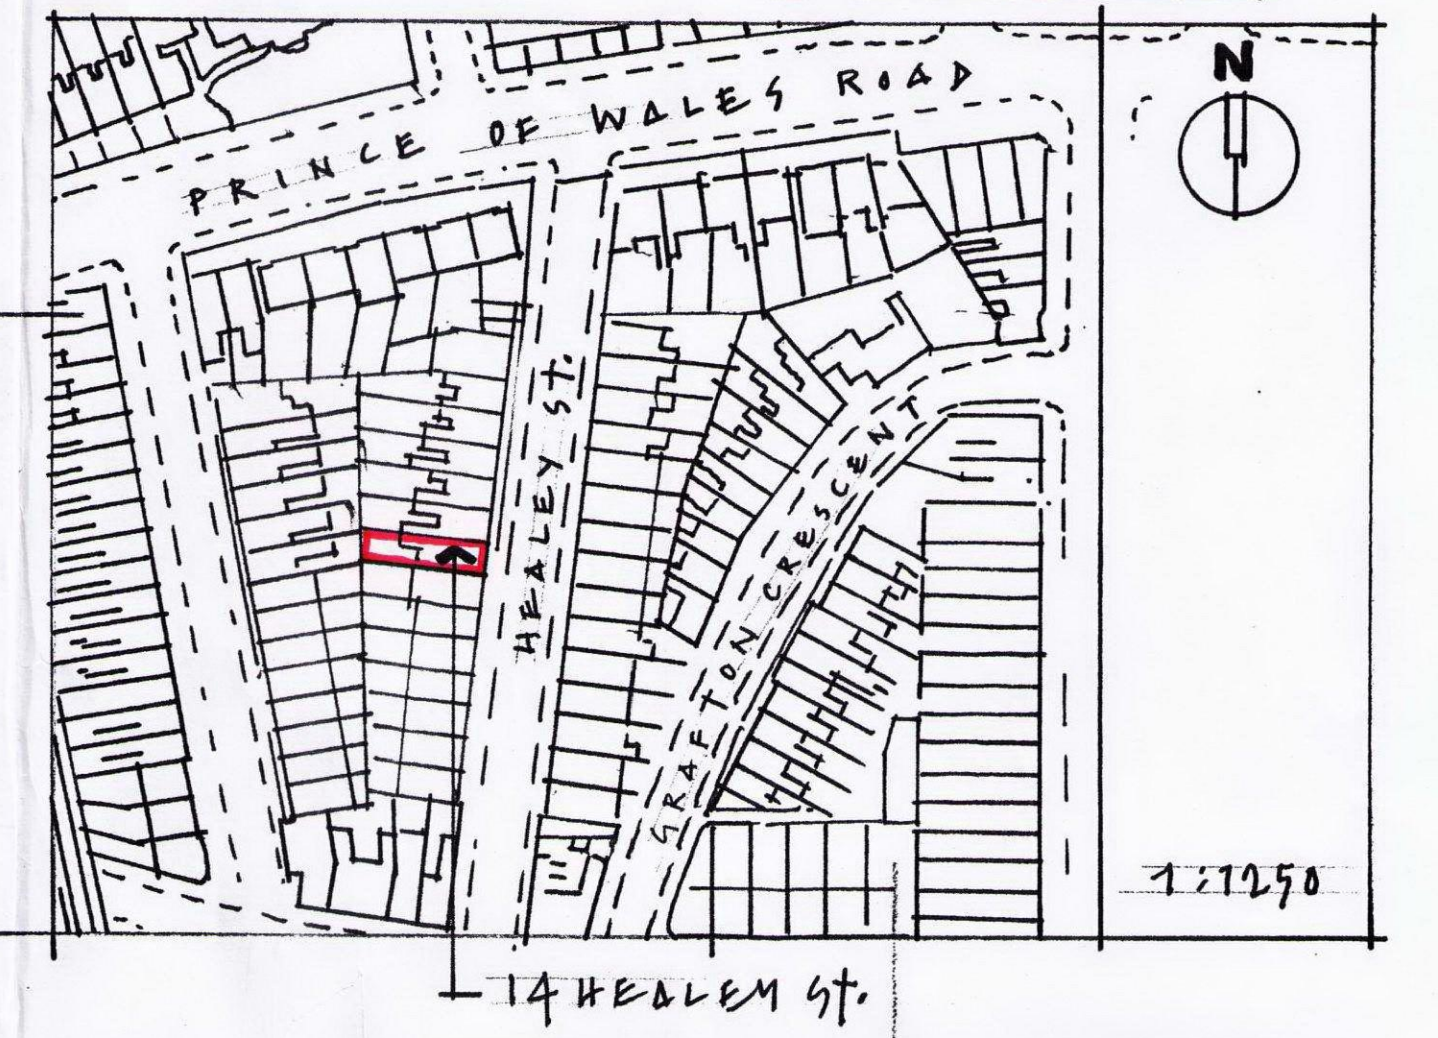 N
PRINCE OF WALES ROAD
HEALEY St.
GRAFTON CRESCENT
1:1250
14 HEALEY St.